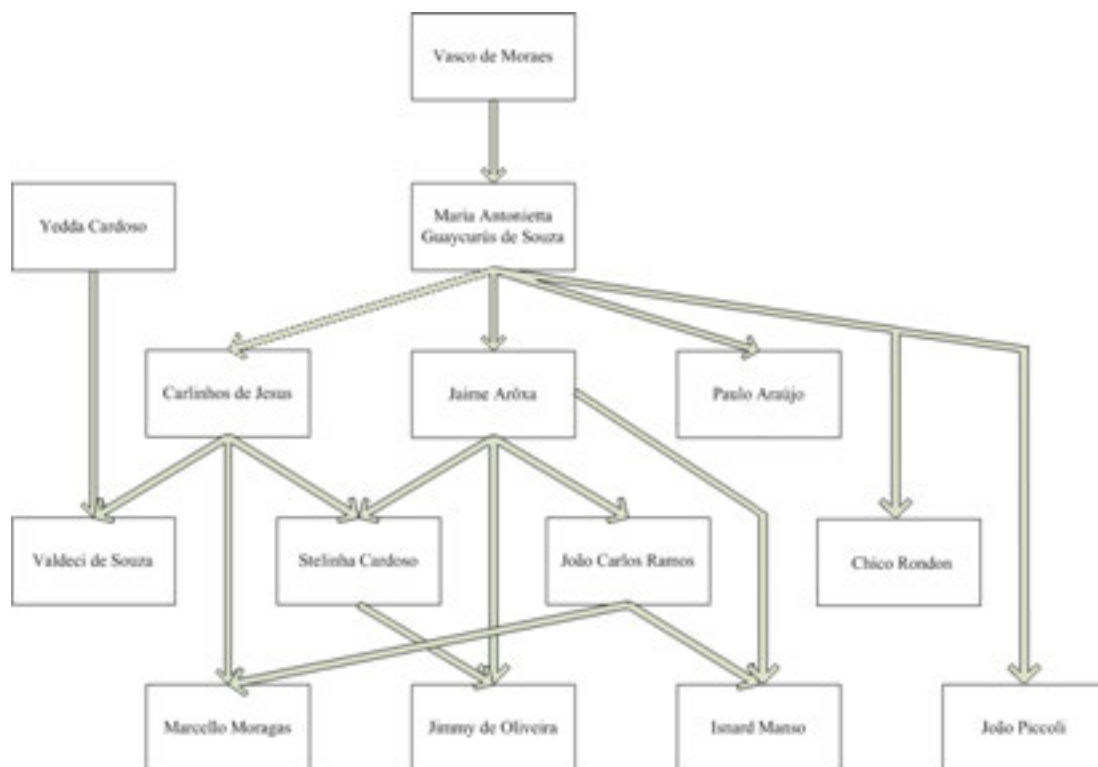 Vasco de Moraes
Yedda Cardoso
Maria Antonietta
Guaycurús de Souza
Carlinhos de Jesus
Jaime Arôxa
Paulo Araújo
Valdeci de Souza
Stelinha Cardoso
João Carlos Ramos
Chico Rondon
Marcello Moragas
Jimmy de Oliveira
Isnard Manso
João Piccoli